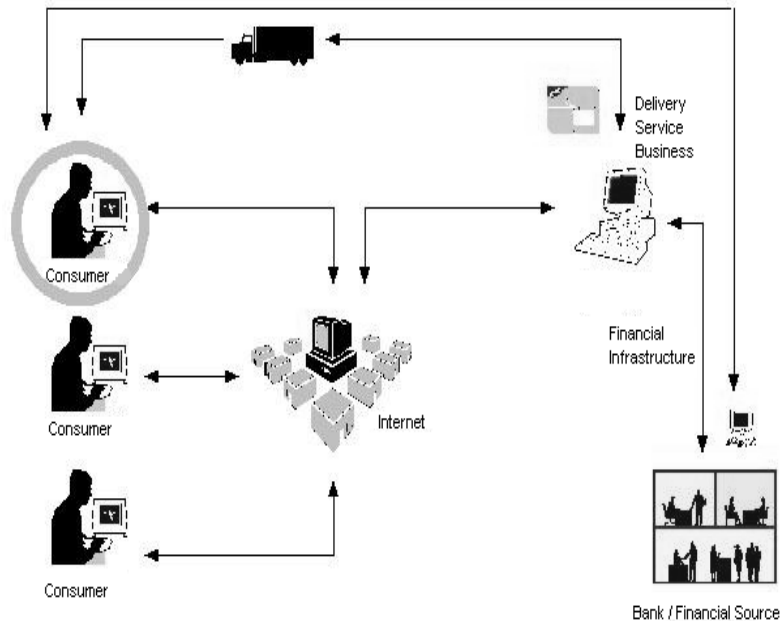 Delivery
Service
Business
Consumer
Financial
Infrastructure
Internet
Consumer
Consumer
Bank / Financial Source